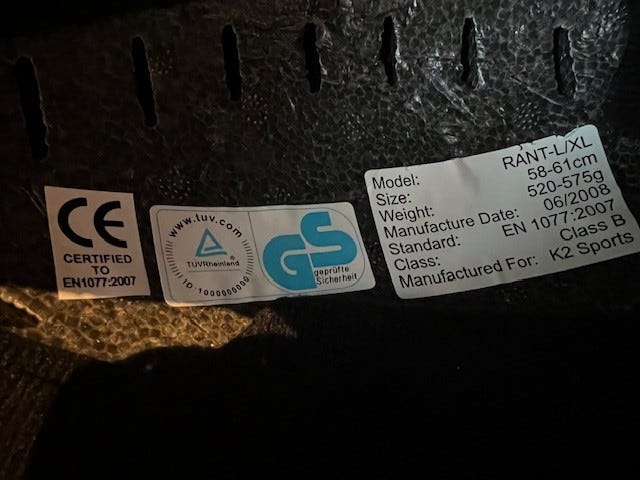 CE
CERTIFIED
TO
EN1077:2007
www.tuv.com
TÜVRheinland
ID:1000000000
GS
geprüfte
Sicherheit
Model: RANT-L/XL
Size: 58-61cm
Weight: 520-575g
Manufacture Date: 06/2008
Standard: EN 1077:2007
Class: Class B
Manufactured For: K2 Sports